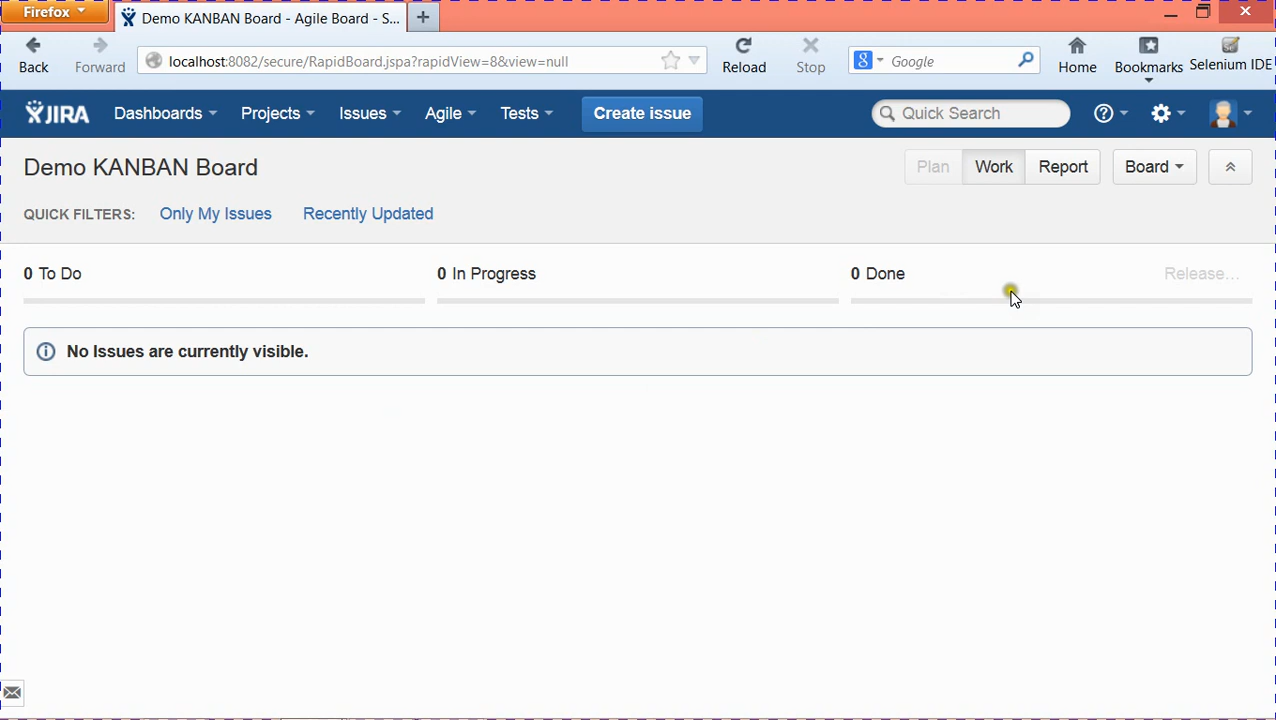 Firefox
Demo KANBAN Board - Agile Board - S...
Back
Forward
localhost:8082/secure/RapidBoard.jspa?rapidView=8&view=null
Reload
Stop
Google
Home
Bookmarks
Selenium IDE
JIRA
Dashboards
Projects
Issues
Agile
Tests
Create issue
Quick Search
Demo KANBAN Board
Plan
Work
Report
Board
QUICK FILTERS:
Only My Issues
Recently Updated
0 To Do
0 In Progress
0 Done
Release...
No Issues are currently visible.